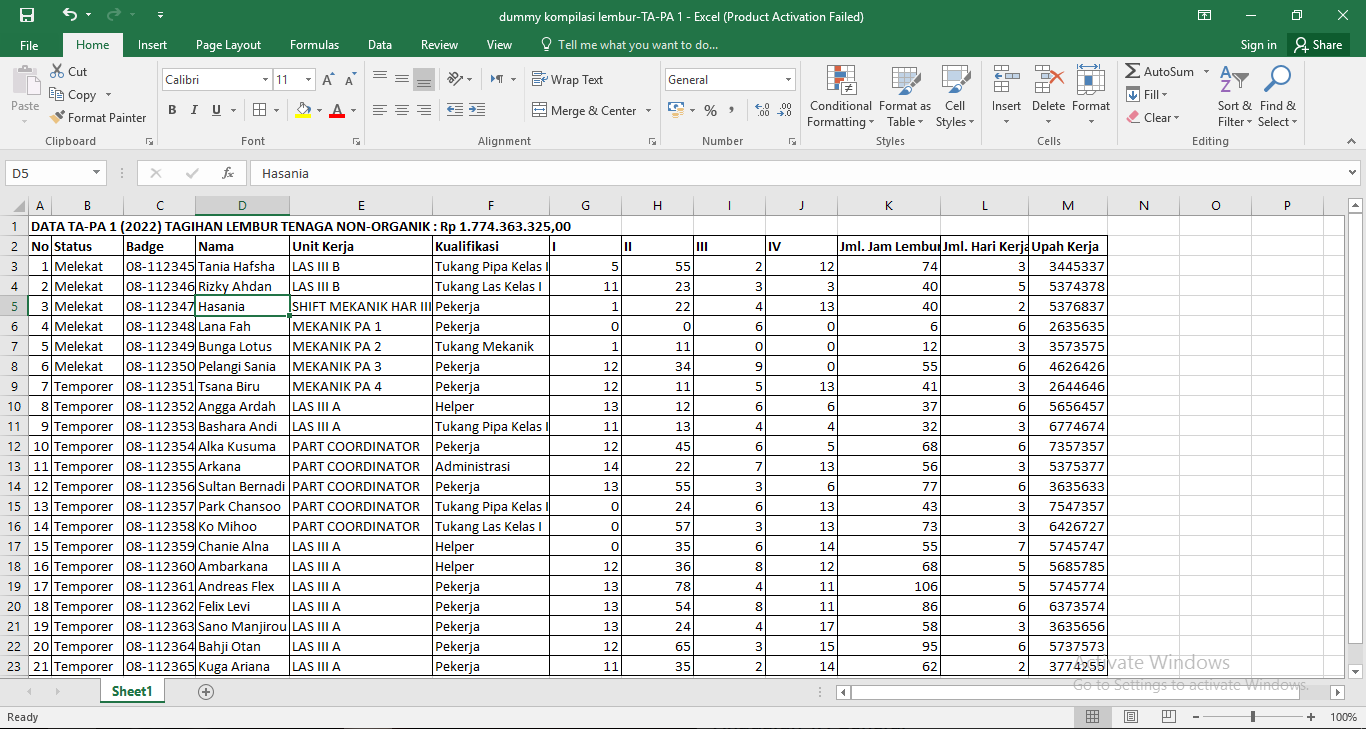 dummy kompilasi lembur-TA-PA 1 - Excel (Product Activation Failed)
File Home Insert Page Layout Formulas Data Review View Tell me what you want to do... Sign in Share
Paste Cut Copy Format Painter
Calibri 11 B I U A
Wrap Text Merge & Center
General % ,
Conditional Formatting Format as Table Cell Styles
Insert Delete Format
AutoSum Fill Clear Sort & Filter Find & Select
Clipboard Font Alignment Number Styles Cells Editing
D5 fx Hasania
A B C D E F G H I J K L M N O P
1 DATA TA-PA 1 (2022) TAGIHAN LEMBUR TENAGA NON-ORGANIK : Rp 1.774.363.325,00
2 No Status Badge Nama Unit Kerja Kualifikasi I II III IV Jml. Jam Lembur Jml. Hari Kerja Upah Kerja
3 1 Melekat 08-112345 Tania Hafsha LAS III B Tukang Pipa Kelas I 5 55 2 12 74 3 3445337
4 2 Melekat 08-112346 Rizky Ahdan LAS III B Tukang Las Kelas I 11 23 3 3 40 5 5374378
5 3 Melekat 08-112347 Hasania SHIFT MEKANIK HAR III Pekerja 1 22 4 13 40 2 5376837
6 4 Melekat 08-112348 Lana Fah MEKANIK PA 1 Pekerja 0 0 6 0 6 6 2635635
7 5 Melekat 08-112349 Bunga Lotus MEKANIK PA 2 Tukang Mekanik 1 11 0 0 12 3 3573575
8 6 Melekat 08-112350 Pelangi Sania MEKANIK PA 3 Pekerja 12 34 9 0 55 6 4626426
9 7 Temporer 08-112351 Tsana Biru MEKANIK PA 4 Pekerja 12 11 5 13 41 3 2644646
10 8 Temporer 08-112352 Angga Ardah LAS III A Helper 13 12 6 6 37 6 5656457
11 9 Temporer 08-112353 Bashara Andi LAS III A Tukang Pipa Kelas I 11 13 4 4 32 3 6774674
12 10 Temporer 08-112354 Alka Kusuma PART COORDINATOR Pekerja 12 45 6 5 68 6 7357357
13 11 Temporer 08-112355 Arkana PART COORDINATOR Administrasi 14 22 7 13 56 3 5375377
14 12 Temporer 08-112356 Sultan Bernadi PART COORDINATOR Pekerja 13 55 3 6 77 6 3635633
15 13 Temporer 08-112357 Park Chansoo PART COORDINATOR Tukang Pipa Kelas I 0 24 6 13 43 3 7547357
16 14 Temporer 08-112358 Ko Mihoo PART COORDINATOR Tukang Las Kelas I 0 57 3 13 73 3 6426727
17 15 Temporer 08-112359 Chanie Alna LAS III A Helper 0 35 6 14 55 7 5745747
18 16 Temporer 08-112360 Ambarkana LAS III A Helper 12 36 8 12 68 5 5685785
19 17 Temporer 08-112361 Andreas Flex LAS III A Pekerja 13 78 4 11 106 5 5745774
20 18 Temporer 08-112362 Felix Levi LAS III A Pekerja 13 54 8 11 86 6 6373574
21 19 Temporer 08-112363 Sano Manjirou LAS III A Pekerja 13 24 4 17 58 3 3635656
22 20 Temporer 08-112364 Bahji Otan LAS III A Pekerja 12 65 3 15 95 6 5737573
23 21 Temporer 08-112365 Kuga Ariana LAS III A Pekerja 11 35 2 14 62 2 3774255
Activate Windows
Go to Settings to activate Windows.
Sheet1
Ready 100%